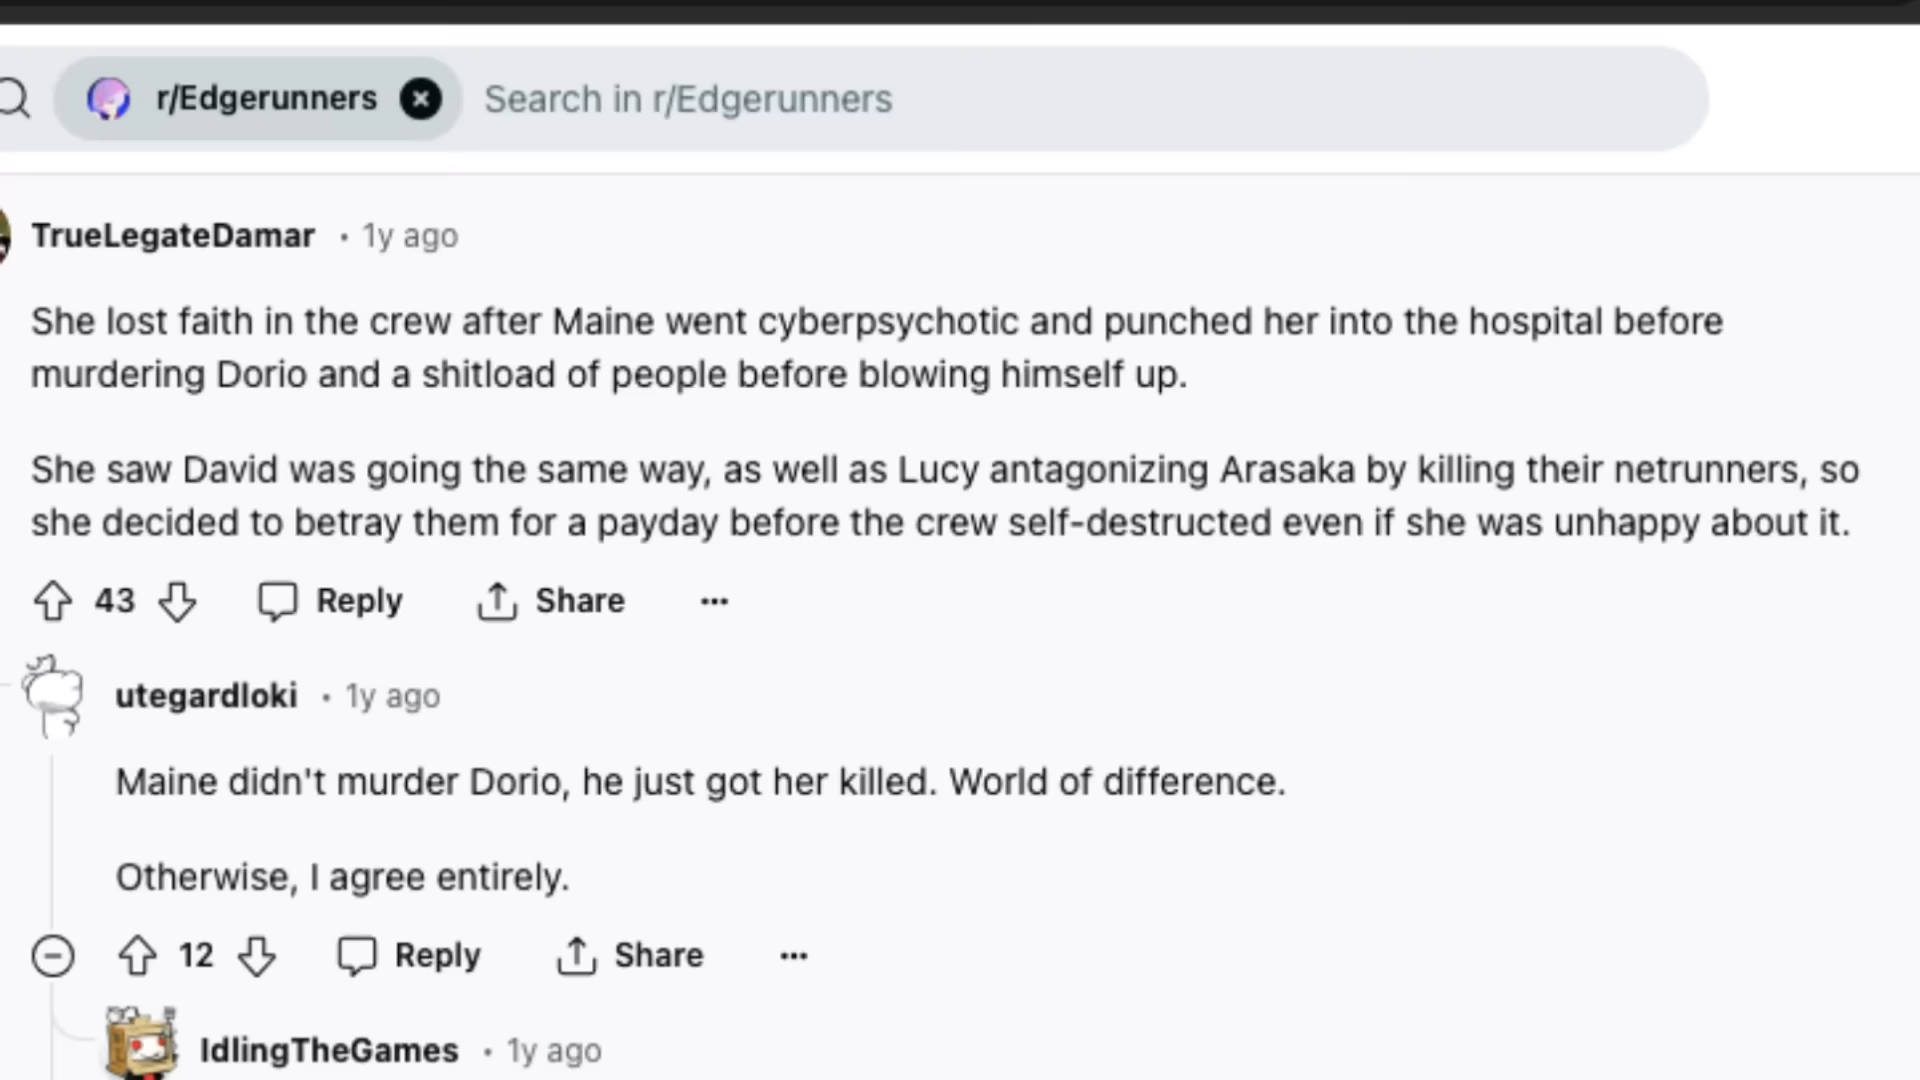 r/Edgerunners Search in r/Edgerunners
TrueLegateDamar • 1y ago
She lost faith in the crew after Maine went cyberpsychotic and punched her into the hospital before
murdering Dorio and a shitload of people before blowing himself up.
She saw David was going the same way, as well as Lucy antagonizing Arasaka by killing their netrunners, so
she decided to betray them for a payday before the crew self-destructed even if she was unhappy about it.
43 Reply Share ...
utegardloki • 1y ago
Maine didn't murder Dorio, he just got her killed. World of difference.
Otherwise, I agree entirely.
12 Reply Share ...
IdlingTheGames • 1y ago